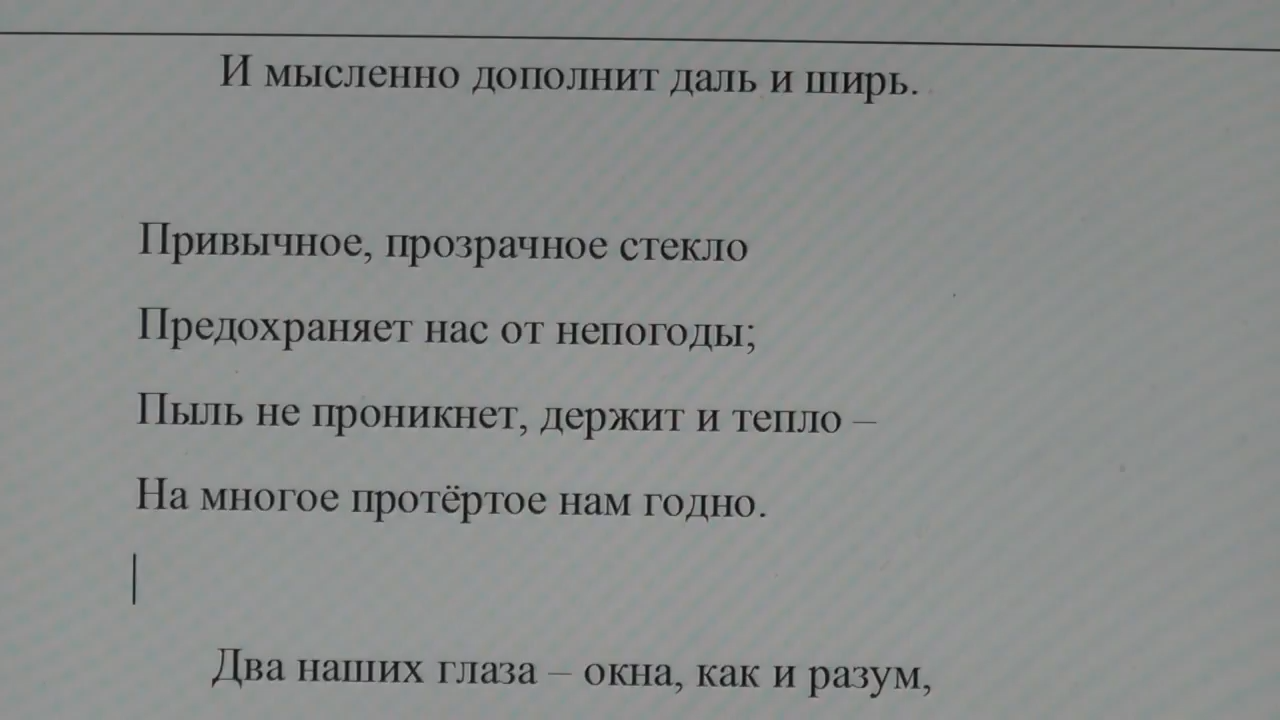 И мысленно дополнит даль и ширь.
Привычное, прозрачное стекло
Предохраняет нас от непогоды;
Пыль не проникнет, держит и тепло –
На многое протёртое нам годно.
Два наших глаза – окна, как и разум,